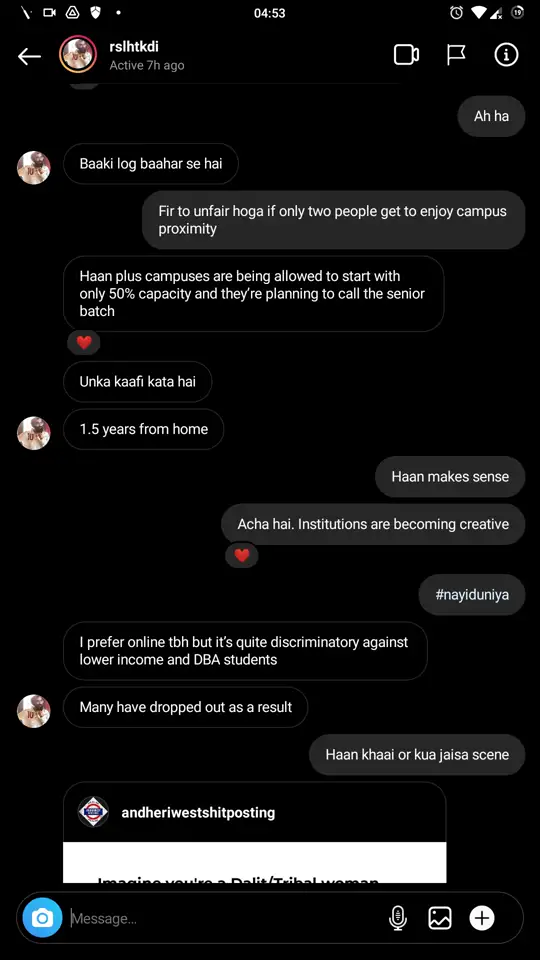 04:53
19
rslhtkdi
Active 7h ago
Ah ha
Baaki log baahar se hai
Fir to unfair hoga if only two people get to enjoy campus
proximity
Haan plus campuses are being allowed to start with
only 50% capacity and they're planning to call the senior
batch
Unka kaafi kata hai
1.5 years from home
Haan makes sense
Acha hai. Institutions are becoming creative
#nayiduniya
I prefer online tbh but it's quite discriminatory against
lower income and DBA students
Many have dropped out as a result
Haan khaai or kua jaisa scene
andheriwestshitposting
Imagine you're a Dalit/Tribal woman
Message...